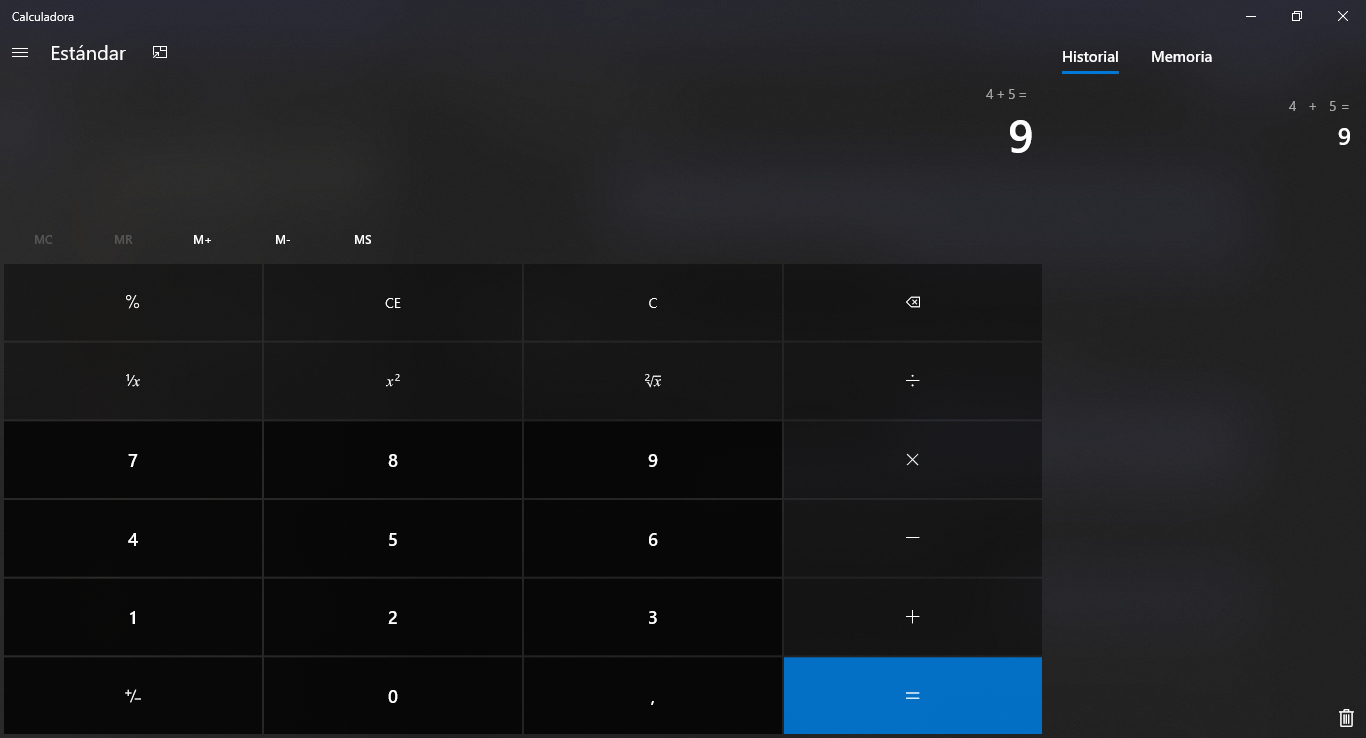 Calculadora
Estándar
Historial Memoria
4 + 5 =
9
4 + 5 =
9
MC MR M+ M- MS
% CE C
¹/x x² ²√x ÷
7 8 9 ×
4 5 6 −
1 2 3 +
+/− 0 , =